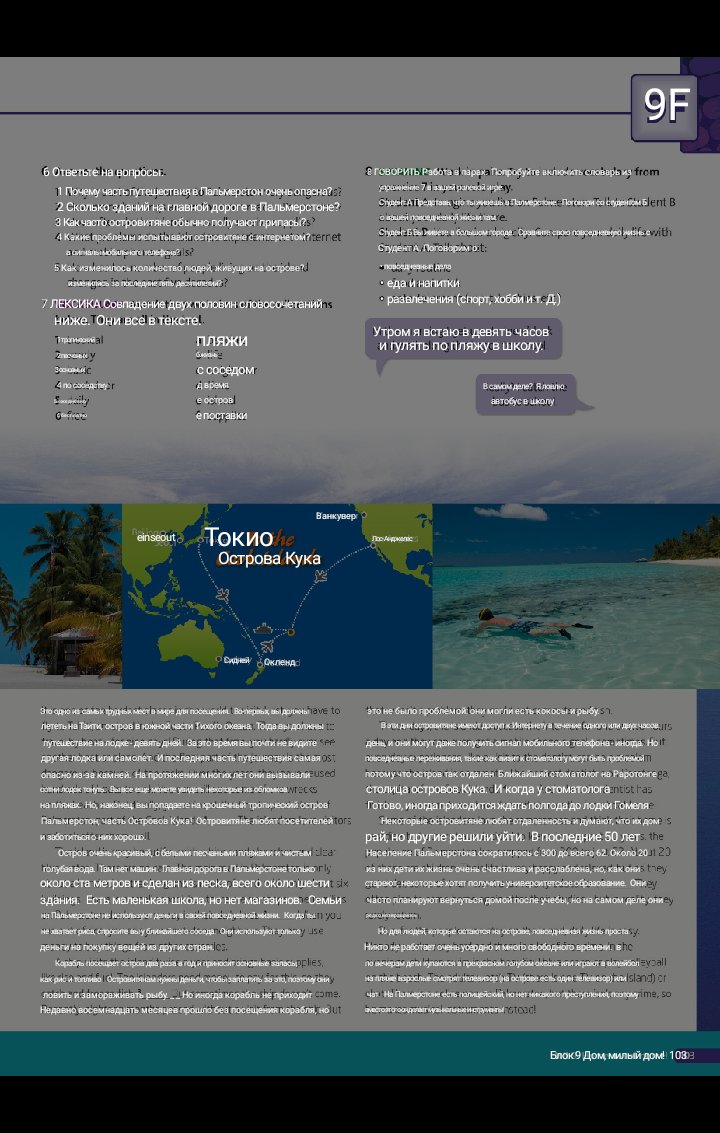 9F
6 Ответьте на вопросы.
1 Почему часть путешествия в Пальмерстон очень опасна?
2 Сколько зданий на главной дороге в Пальмерстоне?
3 Как часто островитяне обычно получают припасы?
4 Какие проблемы испытывают островитяне с интернетом
и сигналы мобильного телефона?
5 Как изменилось количество людей, живущих на острове?
изменились за последние пять десятилетий?
7 ЛЕКСИКА Совпадение двух половин словосочетаний
ниже. Они все в тексте.
1 тропический
2 песчаных
3 основных
4 по соседству
5 ежедневную
6 бесплатно
пляжи
б жизнь
с соседом
д время
е остров
е поставки
8 ГОВОРИТЬ Работа в парах. Попробуйте включить словарь из
упражнение 7 в вашей ролевой игре.
Студент А Представь, что ты живешь в Пальмерстоне. Поговори со студентом Б
о вашей повседневной жизни там.
Студент Б Вы живете в большом городе. Сравните свою повседневную жизнь с
Студент А. Поговорим о:
• повседневные дела
• еда и напитки
• развлечения (спорт, хобби и т. Д.)
Утром я встаю в девять часов
и гулять по пляжу в школу.
В самом деле? Я ловлю
автобус в школу
einseout
Токио
Острова Кука
Ванкувер
Лос-Анджелес
Сидней
Окленд
Это одно из самых трудных мест в мире для посещения. Во-первых, вы должны
лететь на Таити, остров в южной части Тихого океана. Тогда вы должны
путешествие на лодке - девять дней. За это время вы почти не видите
другая лодка или самолет. И последняя часть путешествия самая
опасно из-за камней. На протяжении многих лет они вызывали
сотни лодок тонуть. Вы все еще можете увидеть Некоторые из обломков
на пляжах. Но, наконец, вы попадаете на крошечный тропический остров
Пальмерстон, часть Островов Кука! Островитяне любят посетителей
и заботиться о них хорошо.
Остров очень красивый, с белыми песчаными пляжами и чистым
голубая вода. Там нет машин. Главная дорога в Пальмерстоне только
около ста метров и сделан из песка, всего около шести
здания. Есть маленькая школа, но нет магазинов. Семьи
на Пальмерстоне не используют деньги в своей повседневной жизни. Когда ты
не хватает риса, спросите вы у ближайшего соседа. Они используют только
деньги на покупку вещей из других стран.
Корабль посещает остров два раза в год и приносит основные запасы,
как рис и топливо. Островитянам нужны деньги, чтобы заплатить за это, поэтому они
ловить и замораживать рыбу. __ Но иногда корабль не приходит
Недавно восемнадцать месяцев прошло без посещения корабля, но
это не было проблемой: они могли есть кокосы и рыбу.
В эти дни островитяне имеют доступ к Интернету в течение одного или двух часов
день, и они могут даже получить сигнал мобильного телефона - иногда. Но
повседневные переживания, такие как визит к стоматологу могут быть проблемой
потому что остров так отдален. Ближайший стоматолог на Раротонге
столица островов Кука. И когда у стоматолога
Готово, иногда приходится ждать полгода до лодки Гомеля
Некоторые островитяне любят отдаленность и думают, что их дом
рай, но другие решили уйти. В последние 50 лет
Население Пальмерстона сократилось с 300 до всего 62. Около 20
из них дети их жизнь очень счастлива и расслаблена, но, как они
стареют, некоторые хотят получить университетское образование. Они
часто планируют вернуться домой после учебы, но на самом деле они
Но для людей, которые остаются на острове, повседневная жизнь проста.
Никто не работает очень усердно и много свободного времени. в
по вечерам дети купаются в прекрасном голубом океане или играют в волейбол
на пляже взрослые смотрят телевизор (на острове есть один телевизор) или
чат. На Пальмерстоне есть полицейский, но нет никакого преступления, поэтому
вместо этого он делает музыкальные инструменты!
Блок 9 Дом, милый дом! 103